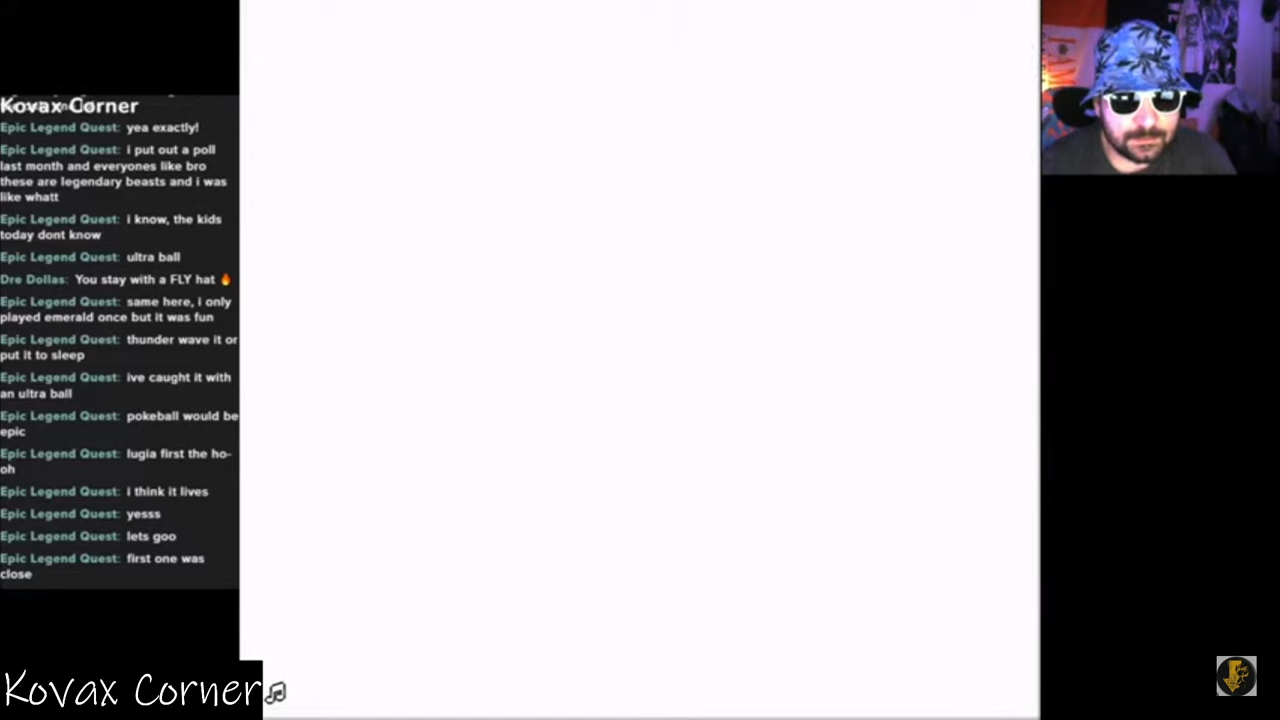 Kovax Corner
Epic Legend Quest: yea exactly!
Epic Legend Quest: i put out a poll
last month and everyones like bro
these are legendary beasts and i was
like whatt
Epic Legend Quest: i know, the kids
today dont know
Epic Legend Quest: ultra ball
Dre Dollas: You stay with a FLY hat 🔥
Epic Legend Quest: same here, i only
played emerald once but it was fun
Epic Legend Quest: thunder wave it or
put it to sleep
Epic Legend Quest: ive caught it with
an ultra ball
Epic Legend Quest: pokeball would be
epic
Epic Legend Quest: lugia first the ho-
oh
Epic Legend Quest: i think it lives
Epic Legend Quest: yesss
Epic Legend Quest: lets goo
Epic Legend Quest: first one was
close
Kovax Corner